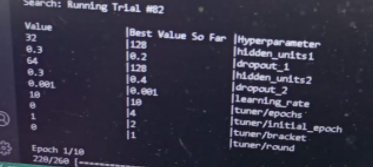 Search: Running Trial #82
Value |Best Value So Far |Hyperparameter
32 |128 |hidden_units1
0.3 |0.2 |dropout_1
64 |128 |hidden_units2
0.3 |0.4 |dropout_2
0.001 |0.001 |learning_rate
10 |10 |tuner/epochs
0 |4 |tuner/initial_epoch
1 |2 |tuner/bracket
0 |1 |tuner/round
Epoch 1/10
220/260 [